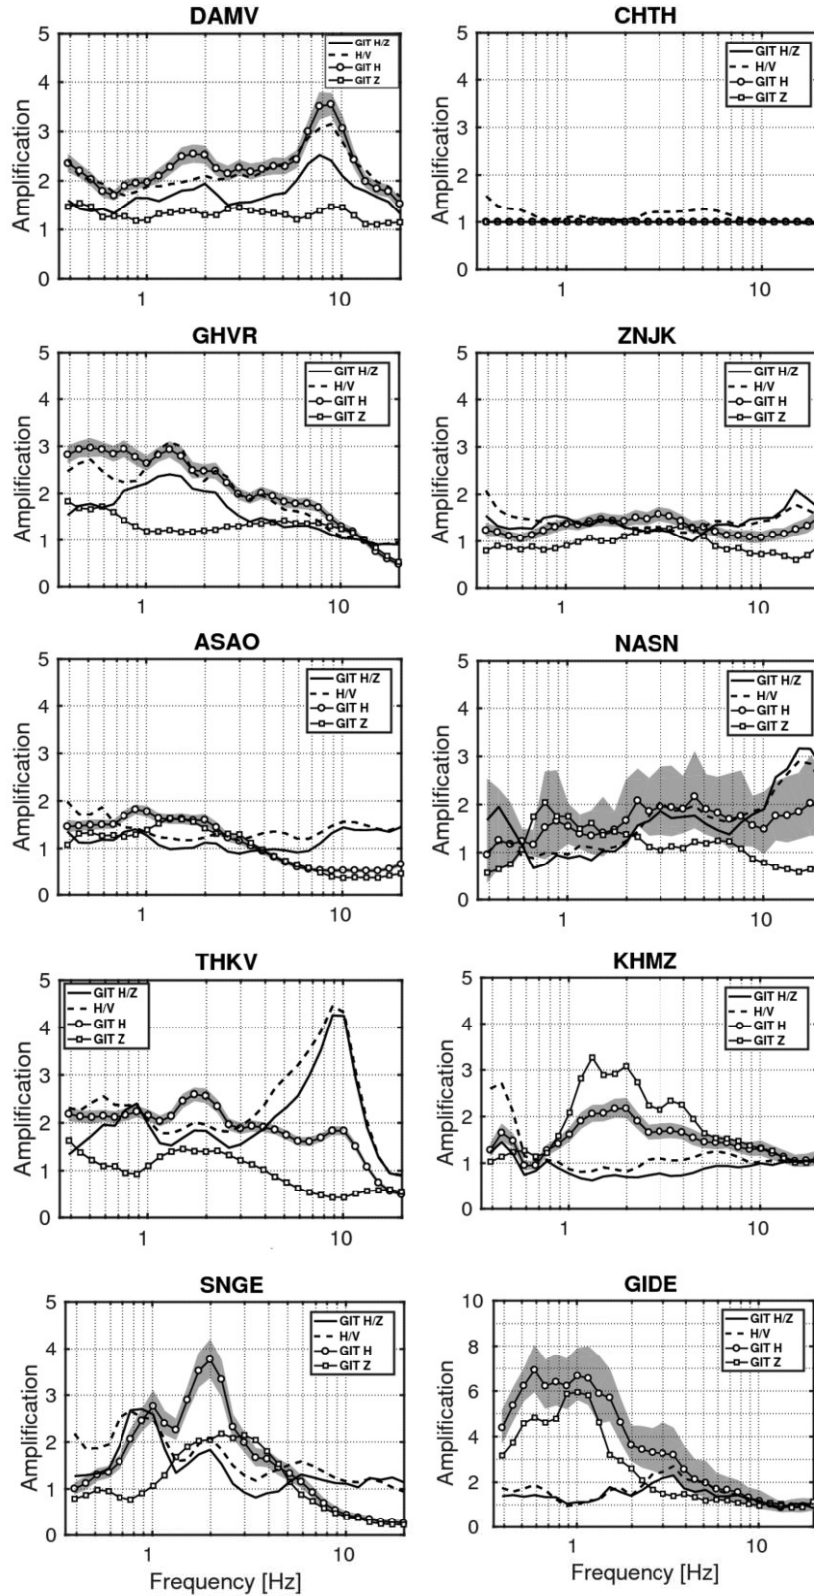 DAMV
5
4
3
2
1
0
Amplification
1
10
GIT H/Z
H/V
GIT H
GIT Z
CHTH
5
4
3
2
1
0
Amplification
1
10
GIT H/Z
H/V
GIT H
GIT Z
GHVR
5
4
3
2
1
0
Amplification
1
10
GIT H/Z
H/V
GIT H
GIT Z
ZNJK
5
4
3
2
1
0
Amplification
1
10
GIT H/Z
H/V
GIT H
GIT Z
ASAO
5
4
3
2
1
0
Amplification
1
10
GIT H/Z
H/V
GIT H
GIT Z
NASN
5
4
3
2
1
0
Amplification
1
10
GIT H/Z
H/V
GIT H
GIT Z
THKV
5
4
3
2
1
0
Amplification
1
10
GIT H/Z
H/V
GIT H
GIT Z
KHMZ
5
4
3
2
1
0
Amplification
1
10
GIT H/Z
H/V
GIT H
GIT Z
SNGE
5
4
3
2
1
0
Amplification
1
10
Frequency [Hz]
GIT H/Z
H/V
GIT H
GIT Z
GIDE
10
8
6
4
2
0
Amplification
1
10
Frequency [Hz]
GIT H/Z
H/V
GIT H
GIT Z